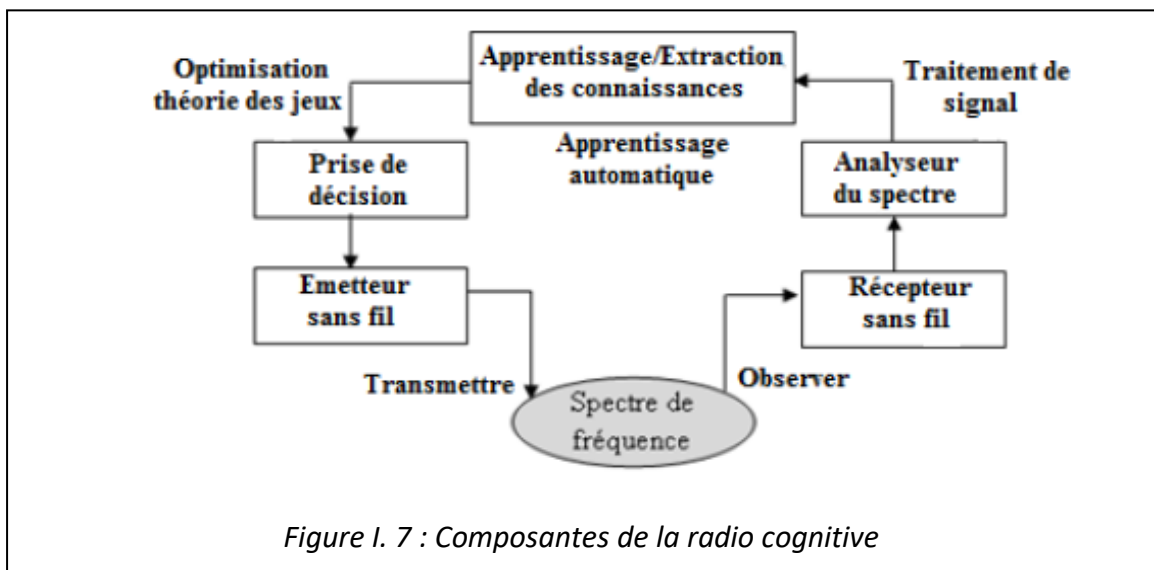 Optimisation
théorie des jeux
Apprentissage/Extraction
des connaissances
Traitement de
signal
Apprentissage
automatique
Prise de
décision
Analyseur
du spectre
Emetteur
sans fil
Récepteur
sans fil
Transmettre
Observer
Spectre de
fréquence
Figure I. 7 : Composantes de la radio cognitive